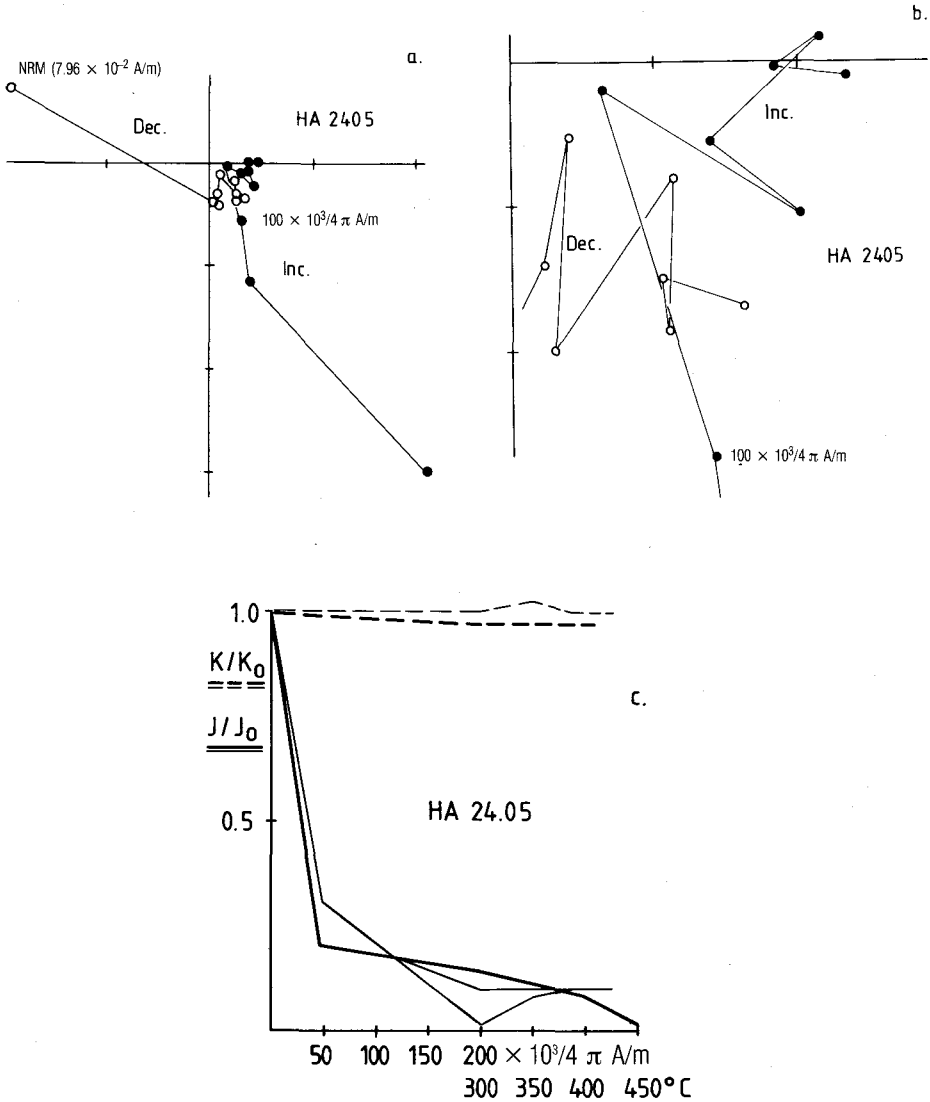 a.
NRM (7.96 × 10⁻² A/m)
Dec.
HA 2405
100 × 10³/4 π A/m
Inc.
b.
Inc.
Dec.
HA 2405
100 × 10³/4 π A/m
c.
1.0
K/K₀
J/J₀
HA 24.05
0.5
50 100 150 200 × 10³/4 π A/m
300 350 400 450°C